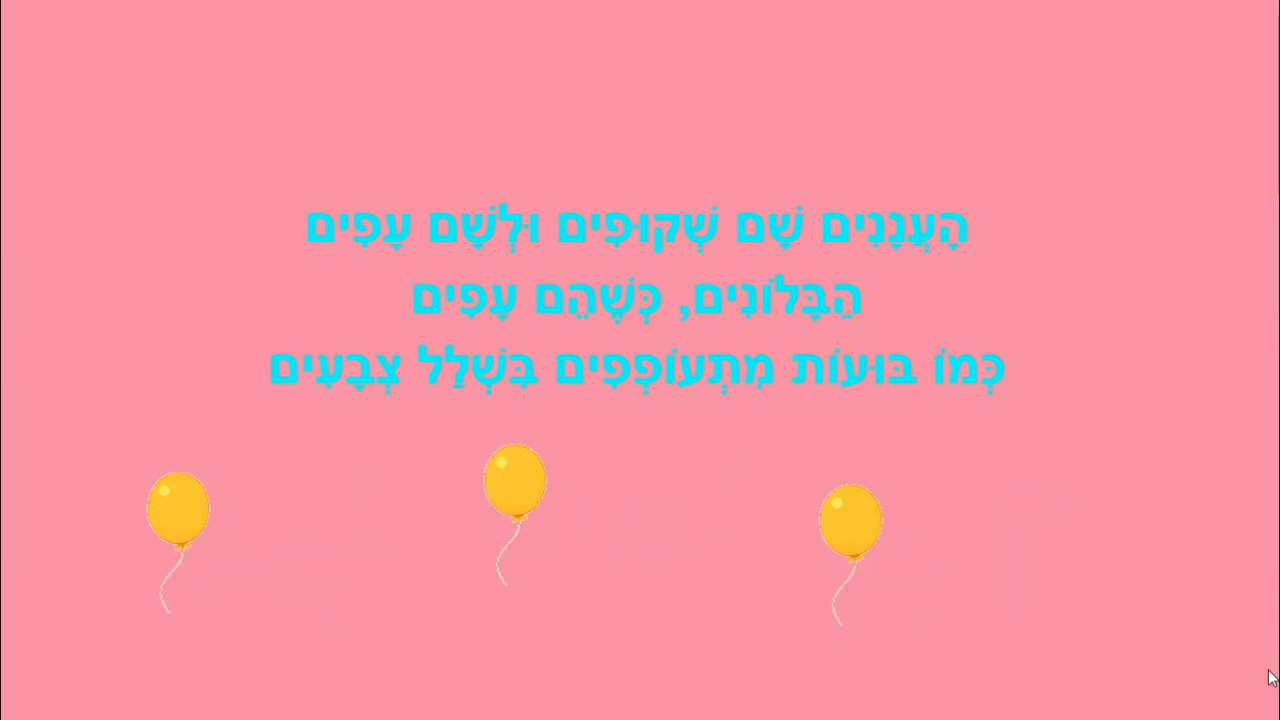 הָעֲנָנִים שָׁם שְׁקוּפִים וּלְשָׁם עָפִים
הַבָּלוֹנִים, כְּשֶׁהֵם עָפִים
כְּמוֹ בּוּעוֹת מִתְעוֹפְפִים בִּשְׁלַל צְבָעִים